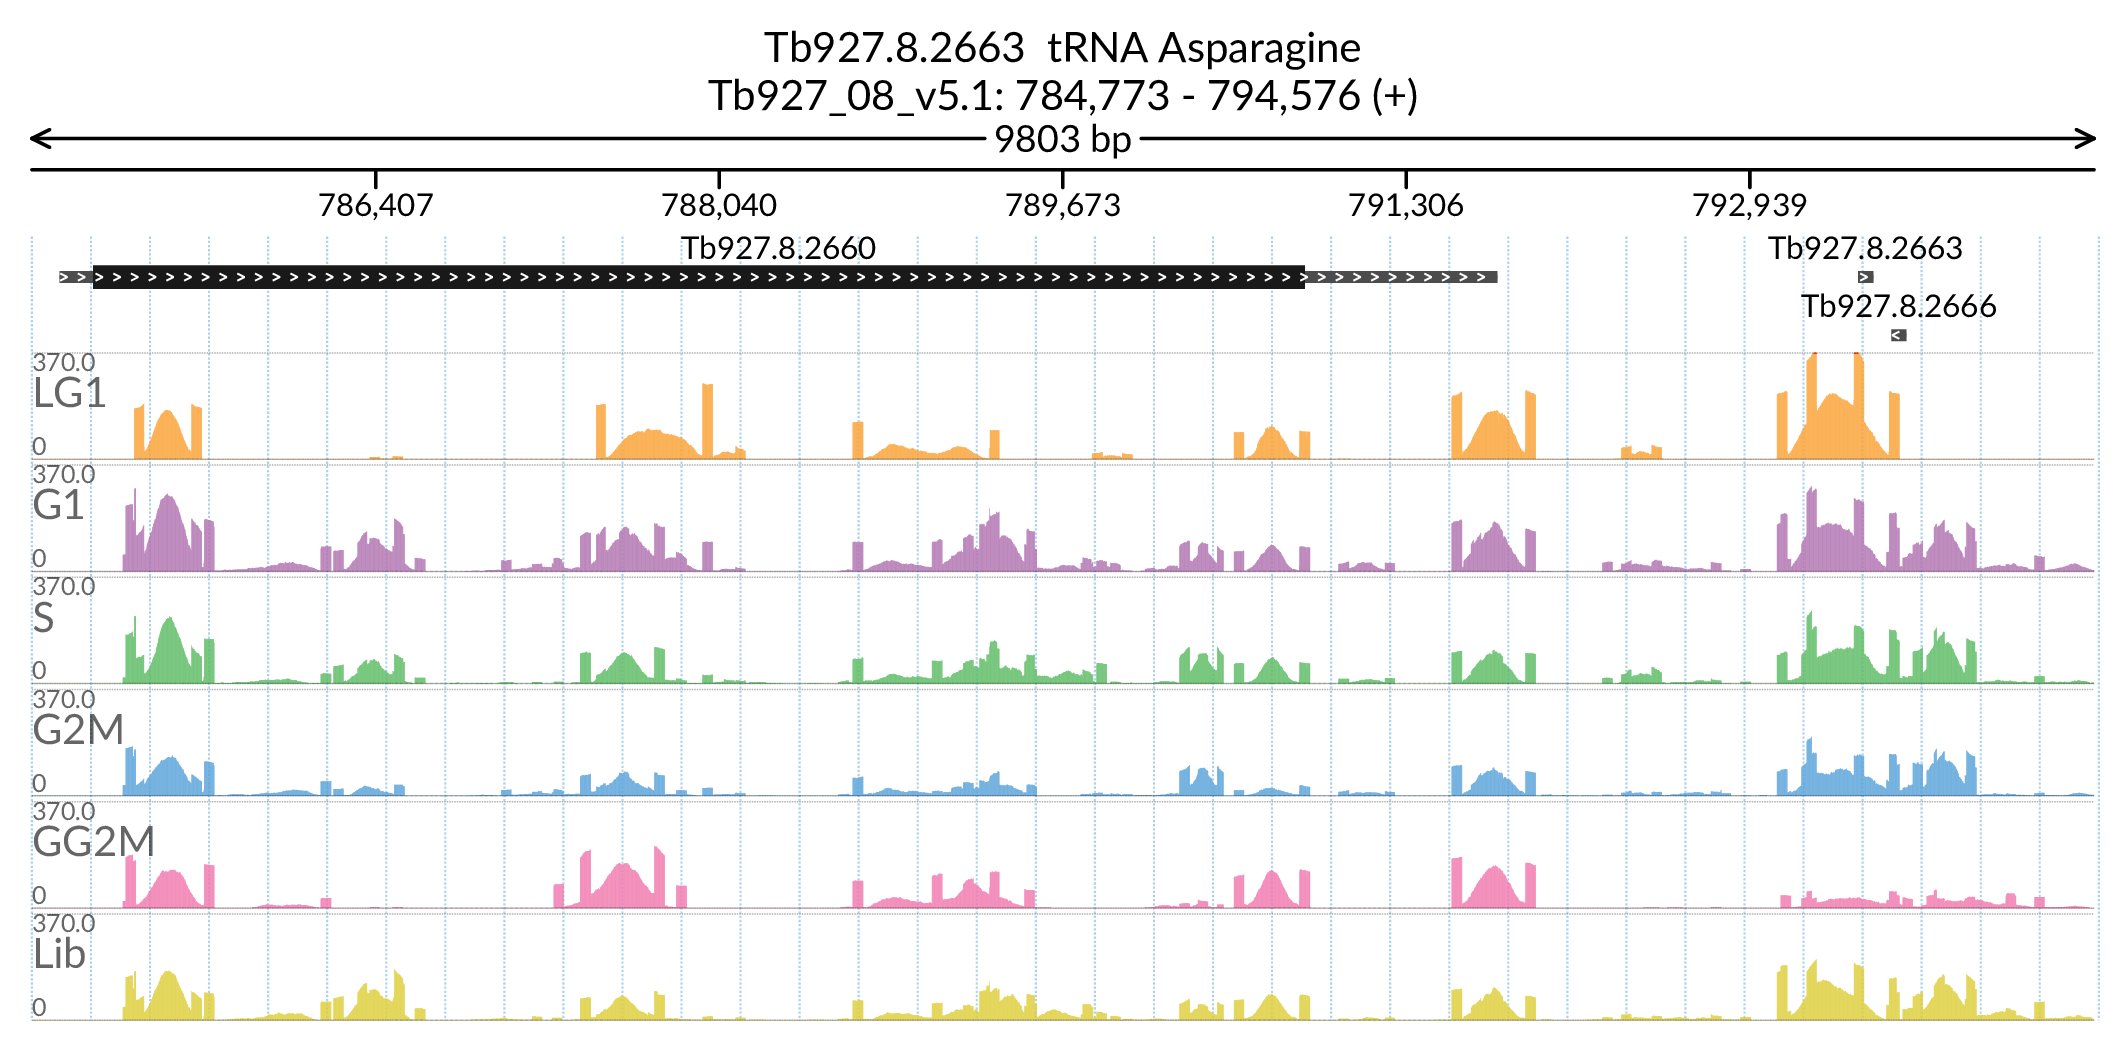 Tb927.8.2663  tRNA Asparagine
Tb927_08_v5.1: 784,773 - 794,576 (+)
9803 bp
786,407 788,040 789,673 791,306 792,939
Tb927.8.2660 Tb927.8.2663
Tb927.8.2666
370.0
LG1
0
370.0
G1
0
370.0
S
0
370.0
G2M
0
370.0
GG2M
0
370.0
Lib
0